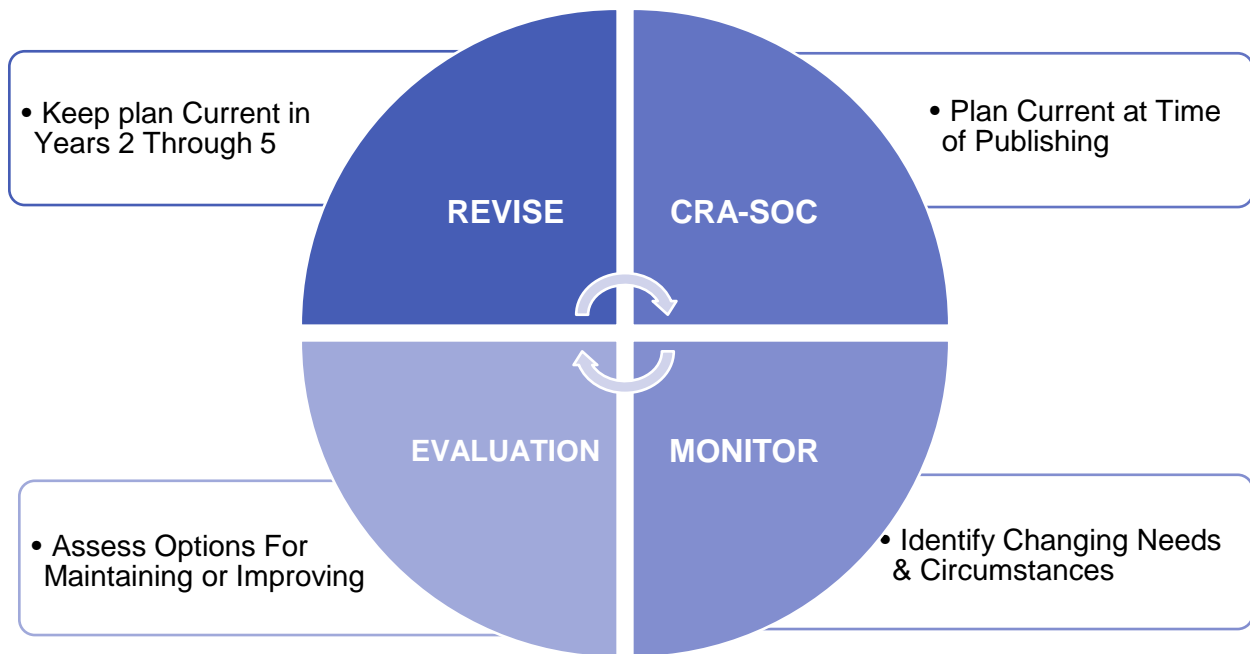 • Keep plan Current in
Years 2 Through 5
REVISE
CRA-SOC
• Plan Current at Time
of Publishing
• Assess Options For
Maintaining or Improving
EVALUATION
MONITOR
• Identify Changing Needs
& Circumstances